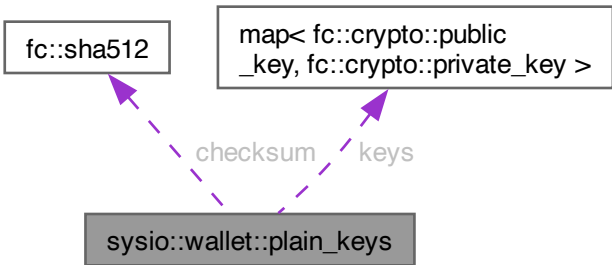 fc::sha512
map< fc::crypto::public
_key, fc::crypto::private_key >
checksum
keys
sysio::wallet::plain_keys